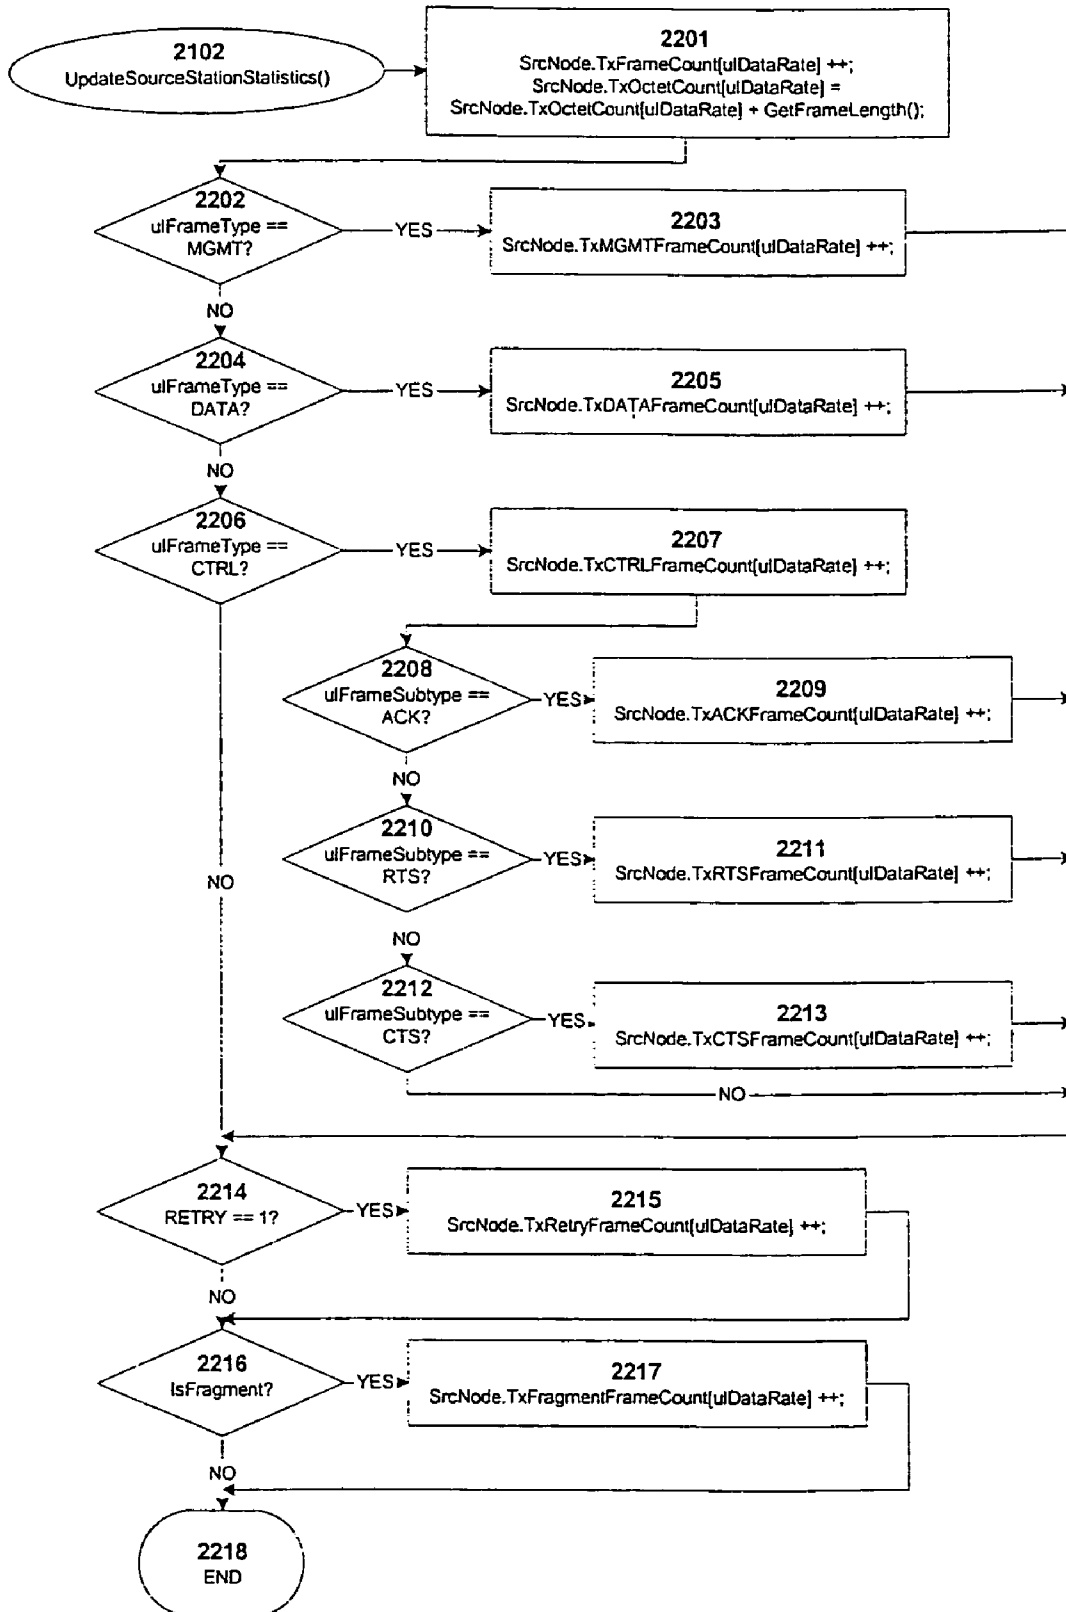 2102
UpdateSourceStationStatistics()
2201
SrcNode.TxFrameCount[ulDataRate] ++;
SrcNode.TxOctetCount[ulDataRate] =
SrcNode.TxOctetCount[ulDataRate] + GetFrameLength();
2202
ulFrameType ==
MGMT?
YES
2203
SrcNode.TxMGMTFrameCount[ulDataRate] ++;
NO
2204
ulFrameType ==
DATA?
YES
2205
SrcNode.TxDATAFrameCount[ulDataRate] ++;
NO
2206
ulFrameType ==
CTRL?
YES
2207
SrcNode.TxCTRLFrameCount[ulDataRate] ++;
2208
ulFrameSubtype ==
ACK?
YES
2209
SrcNode.TxACKFrameCount[ulDataRate] ++;
NO
2210
ulFrameSubtype ==
RTS?
YES
2211
SrcNode.TxRTSFrameCount[ulDataRate] ++;
NO
NO
2212
ulFrameSubtype ==
CTS?
YES
2213
SrcNode.TxCTSFrameCount[ulDataRate] ++;
NO
2214
RETRY == 1?
YES
2215
SrcNode.TxRetryFrameCount[ulDataRate] ++;
NO
2216
IsFragment?
YES
2217
SrcNode.TxFragmentFrameCount[ulDataRate] ++;
NO
2218
END